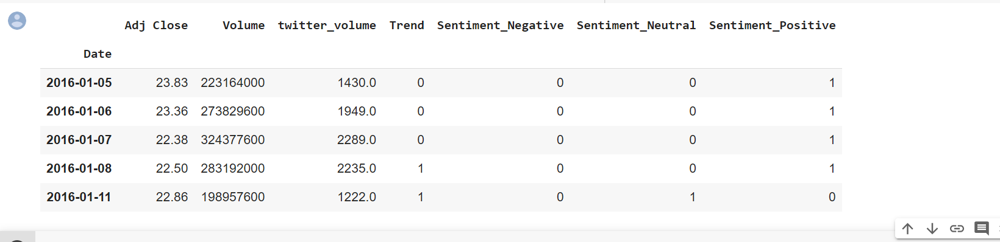 Adj Close Volume twitter_volume Trend Sentiment_Negative Sentiment_Neutral Sentiment_Positive
Date
2016-01-05 23.83 223164000 1430.0 0 0 0 1
2016-01-06 23.36 273829600 1949.0 0 0 0 1
2016-01-07 22.38 324377600 2289.0 0 0 0 1
2016-01-08 22.50 283192000 2235.0 1 0 0 1
2016-01-11 22.86 198957600 1222.0 1 0 1 0